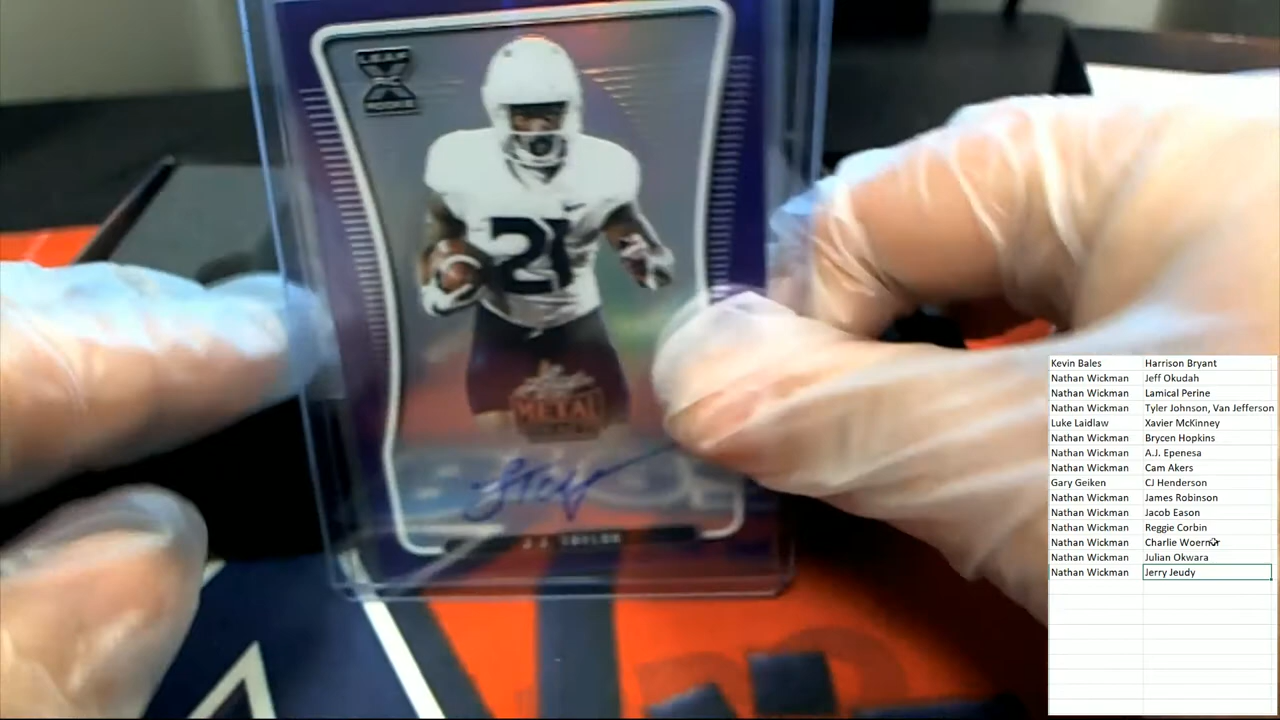 LEAF
ROOKIE
21
METAL
J.J. TAYLOR
Kevin Bales Harrison Bryant
Nathan Wickman Jeff Okudah
Nathan Wickman Lamical Perine
Nathan Wickman Tyler Johnson, Van Jefferson
Luke Laidlaw Xavier McKinney
Nathan Wickman Brycen Hopkins
Nathan Wickman A.J. Epenesa
Nathan Wickman Cam Akers
Gary Geiken CJ Henderson
Nathan Wickman James Robinson
Nathan Wickman Jacob Eason
Nathan Wickman Reggie Corbin
Nathan Wickman Charlie Woerner
Nathan Wickman Julian Okwara
Nathan Wickman Jerry Jeudy